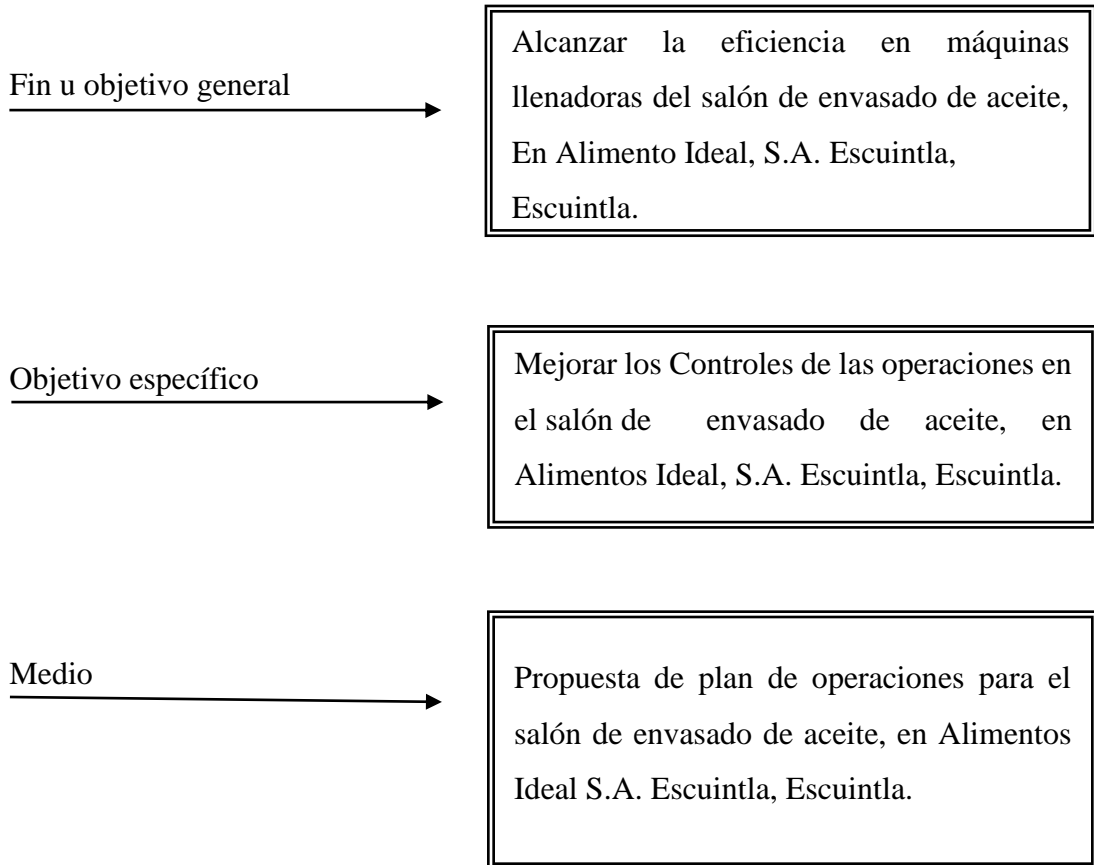 Fin u objetivo general
Alcanzar la eficiencia en máquinas
llenadoras del salón de envasado de aceite,
En Alimento Ideal, S.A. Escuintla,
Escuintla.
Objetivo específico
Mejorar los Controles de las operaciones en
el salón de envasado de aceite, en
Alimentos Ideal, S.A. Escuintla, Escuintla.
Medio
Propuesta de plan de operaciones para el
salón de envasado de aceite, en Alimentos
Ideal S.A. Escuintla, Escuintla.